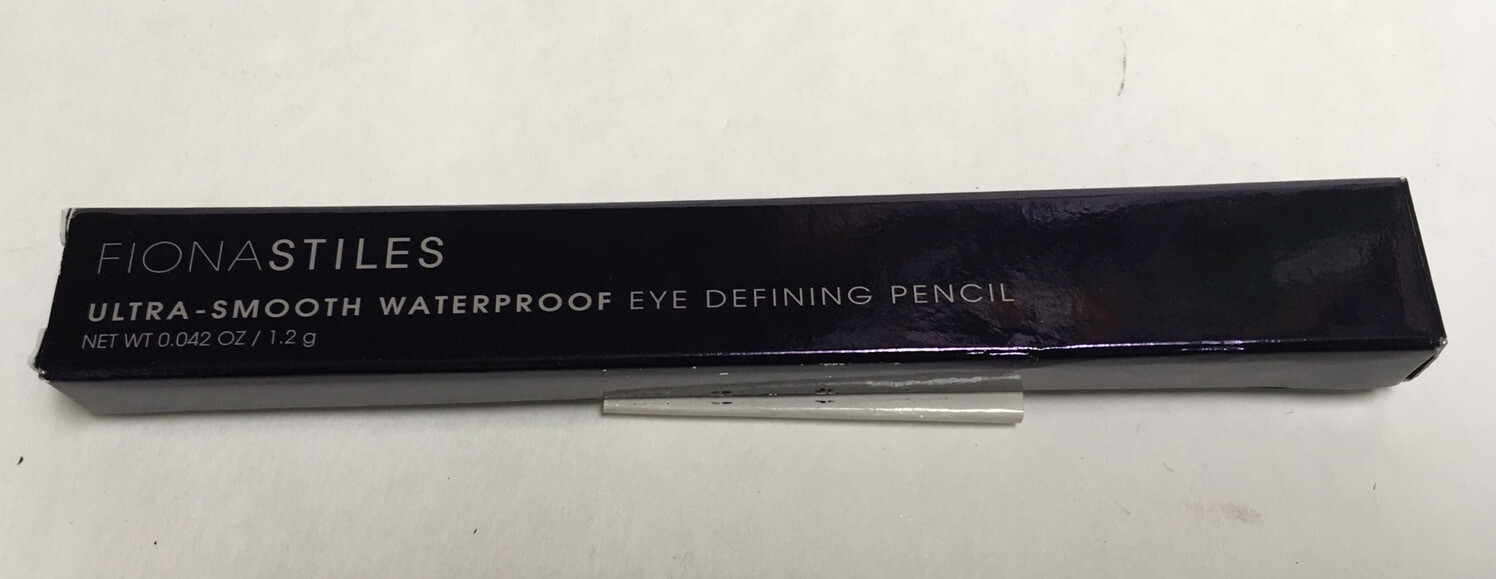 FIONASTILES
ULTRA-SMOOTH WATERPROOF EYE DEFINING PENCIL
NET WT 0.042 OZ / 1.2 g